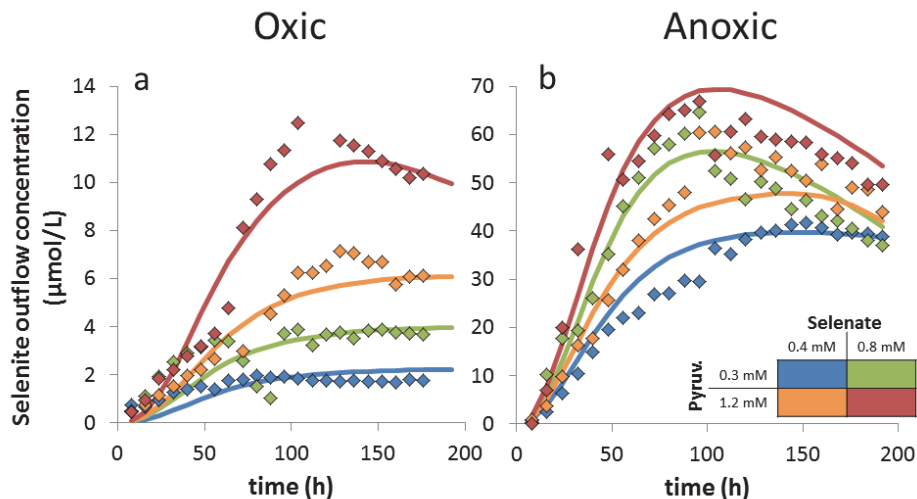 Oxic
Anoxic
a
b
Selenite outflow concentration
(µmol/L)
14
12
10
8
6
4
2
0
0
50
100
150
200
time (h)
70
60
50
40
30
20
10
0
0
50
100
150
200
time (h)
Selenate
0.4 mM
0.8 mM
Pyruv.
0.3 mM
1.2 mM